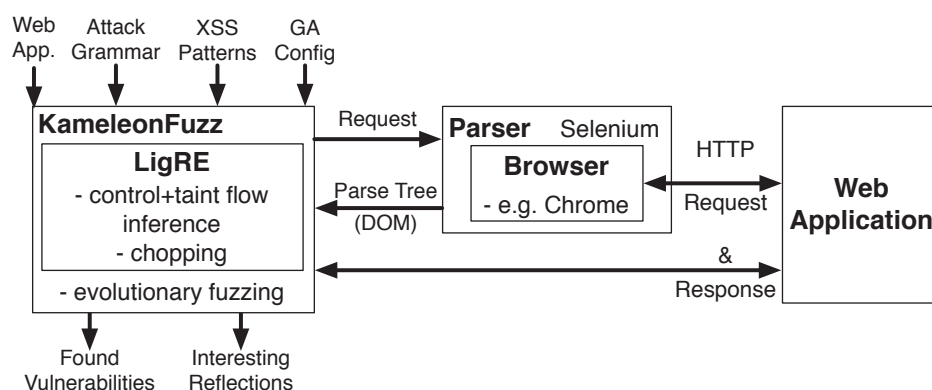 Web
App.
Attack
Grammar
XSS
Patterns
GA
Config
KameleonFuzz
LigRE
- control+taint flow
inference
- chopping
- evolutionary fuzzing
Request
Parse Tree
(DOM)
Parser
Selenium
Browser
- e.g. Chrome
HTTP
Request
&
Response
Web
Application
Found
Vulnerabilities
Interesting
Reflections